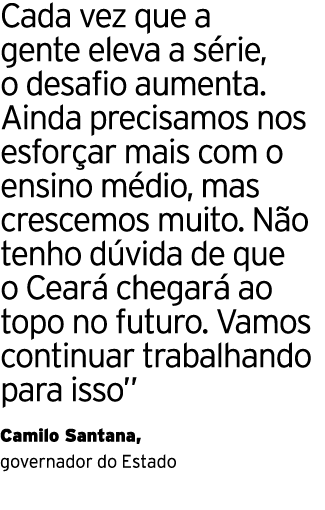 Cada vez que a
gente eleva a série,
o desafio aumenta.
Ainda precisamos nos
esforçar mais com o
ensino médio, mas
crescemos muito. Não
tenho dúvida de que
o Ceará chegará ao
topo no futuro. Vamos
continuar trabalhando
para isso”
Camilo Santana,
governador do Estado